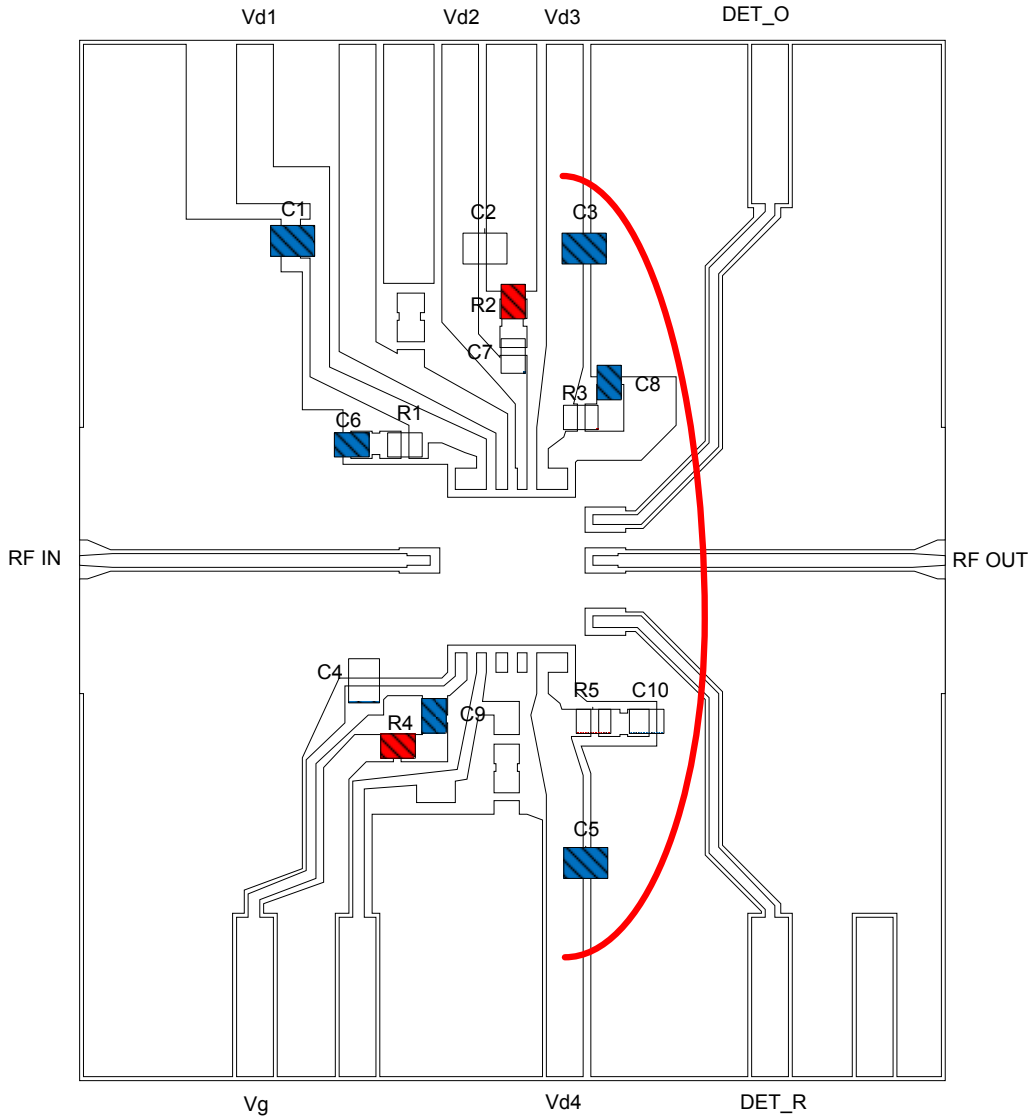 Vd1
Vd2
Vd3
DET_O
C1
C2
C3
R2
C7
C8
R3
C6
R1
RF IN
RF OUT
C4
R4
C9
R5
C10
C5
Vg
Vd4
DET_R